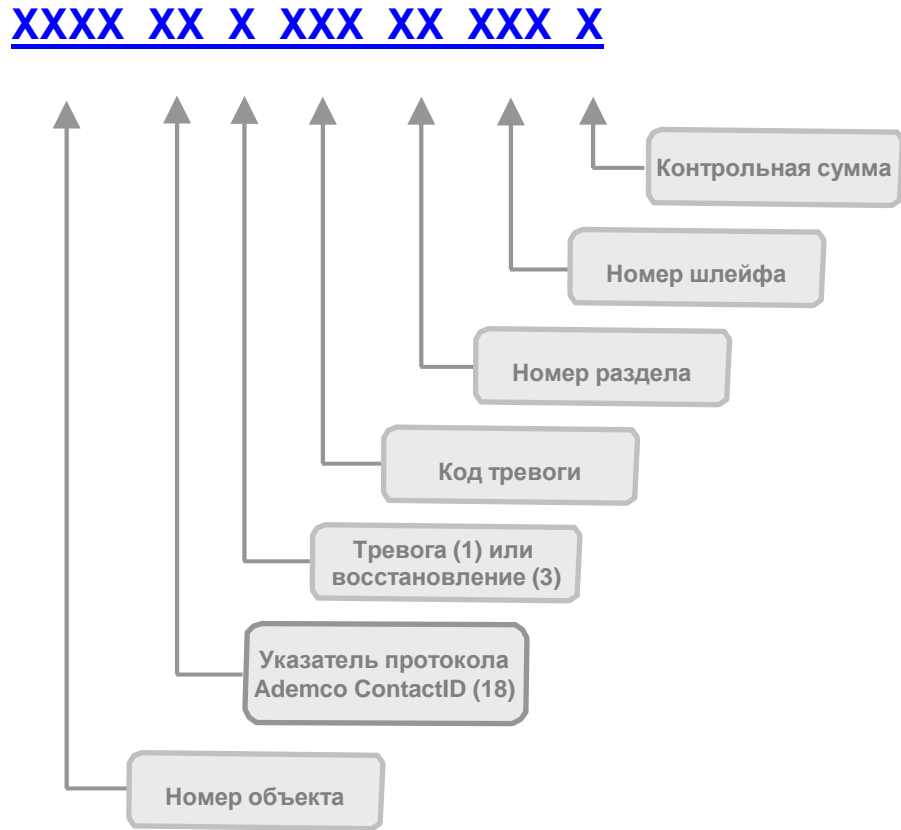 XXXX XX X XXX XX XXX X
Контрольная сумма
Номер шлейфа
Номер раздела
Код тревоги
Тревога (1) или
восстановление (3)
Указатель протокола
Ademco ContactID (18)
Номер объекта